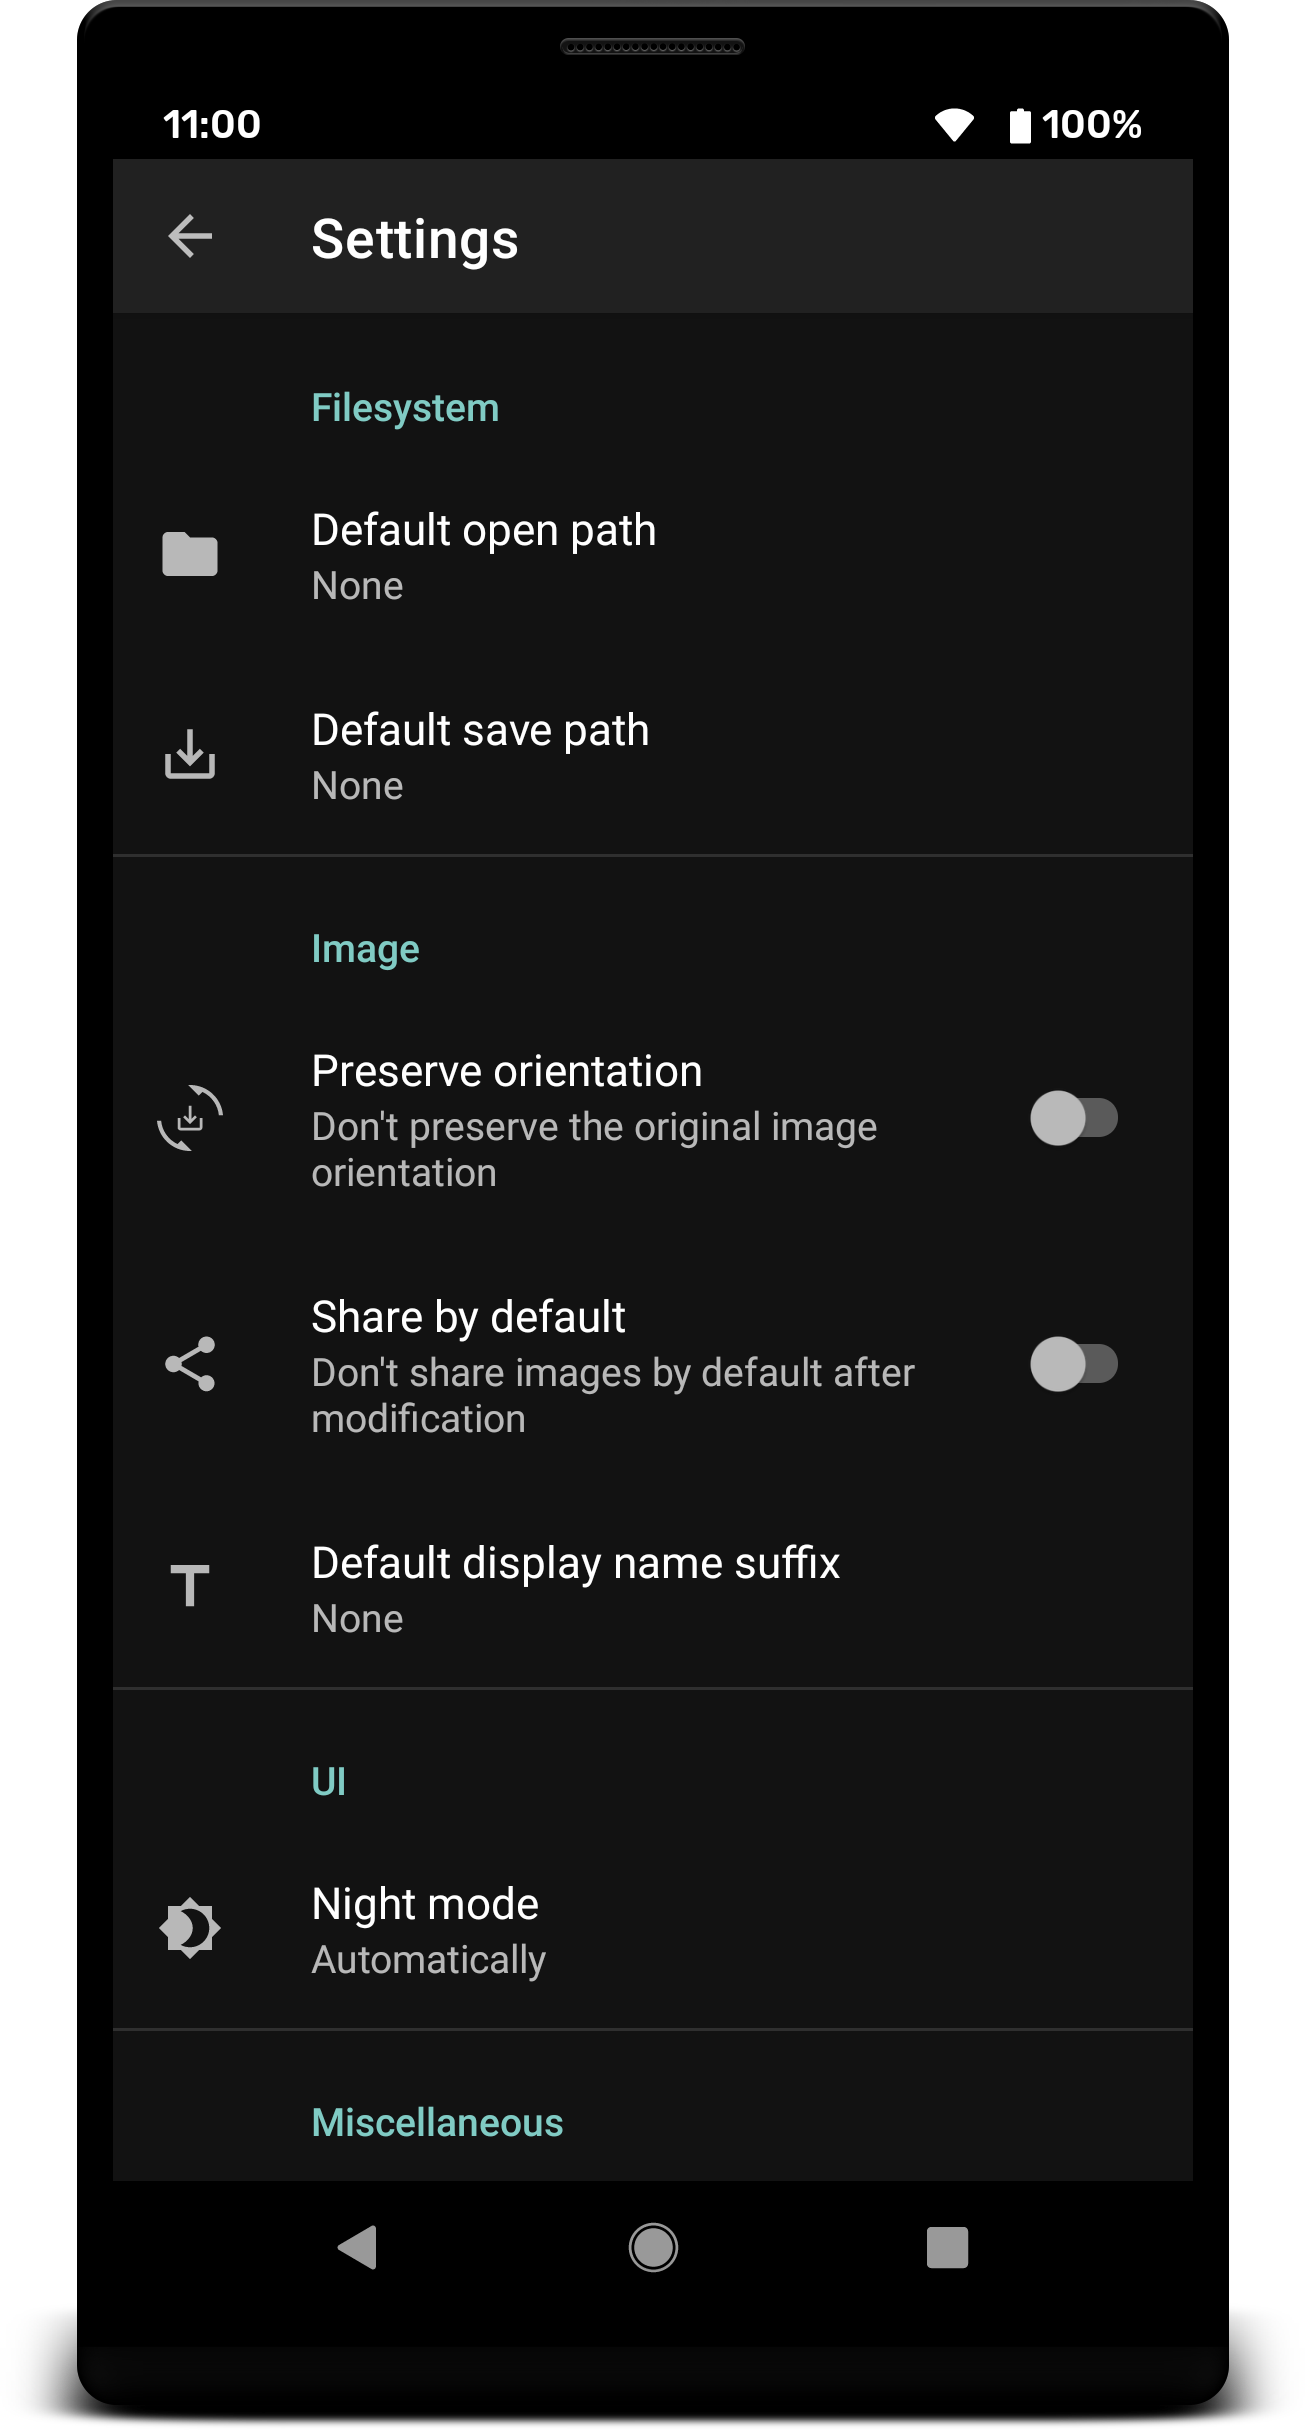 11:00 100%
Settings
Filesystem
Default open path
None
Default save path
None
Image
Preserve orientation
Don't preserve the original image
orientation
Share by default
Don't share images by default after
modification
Default display name suffix
None
UI
Night mode
Automatically
Miscellaneous